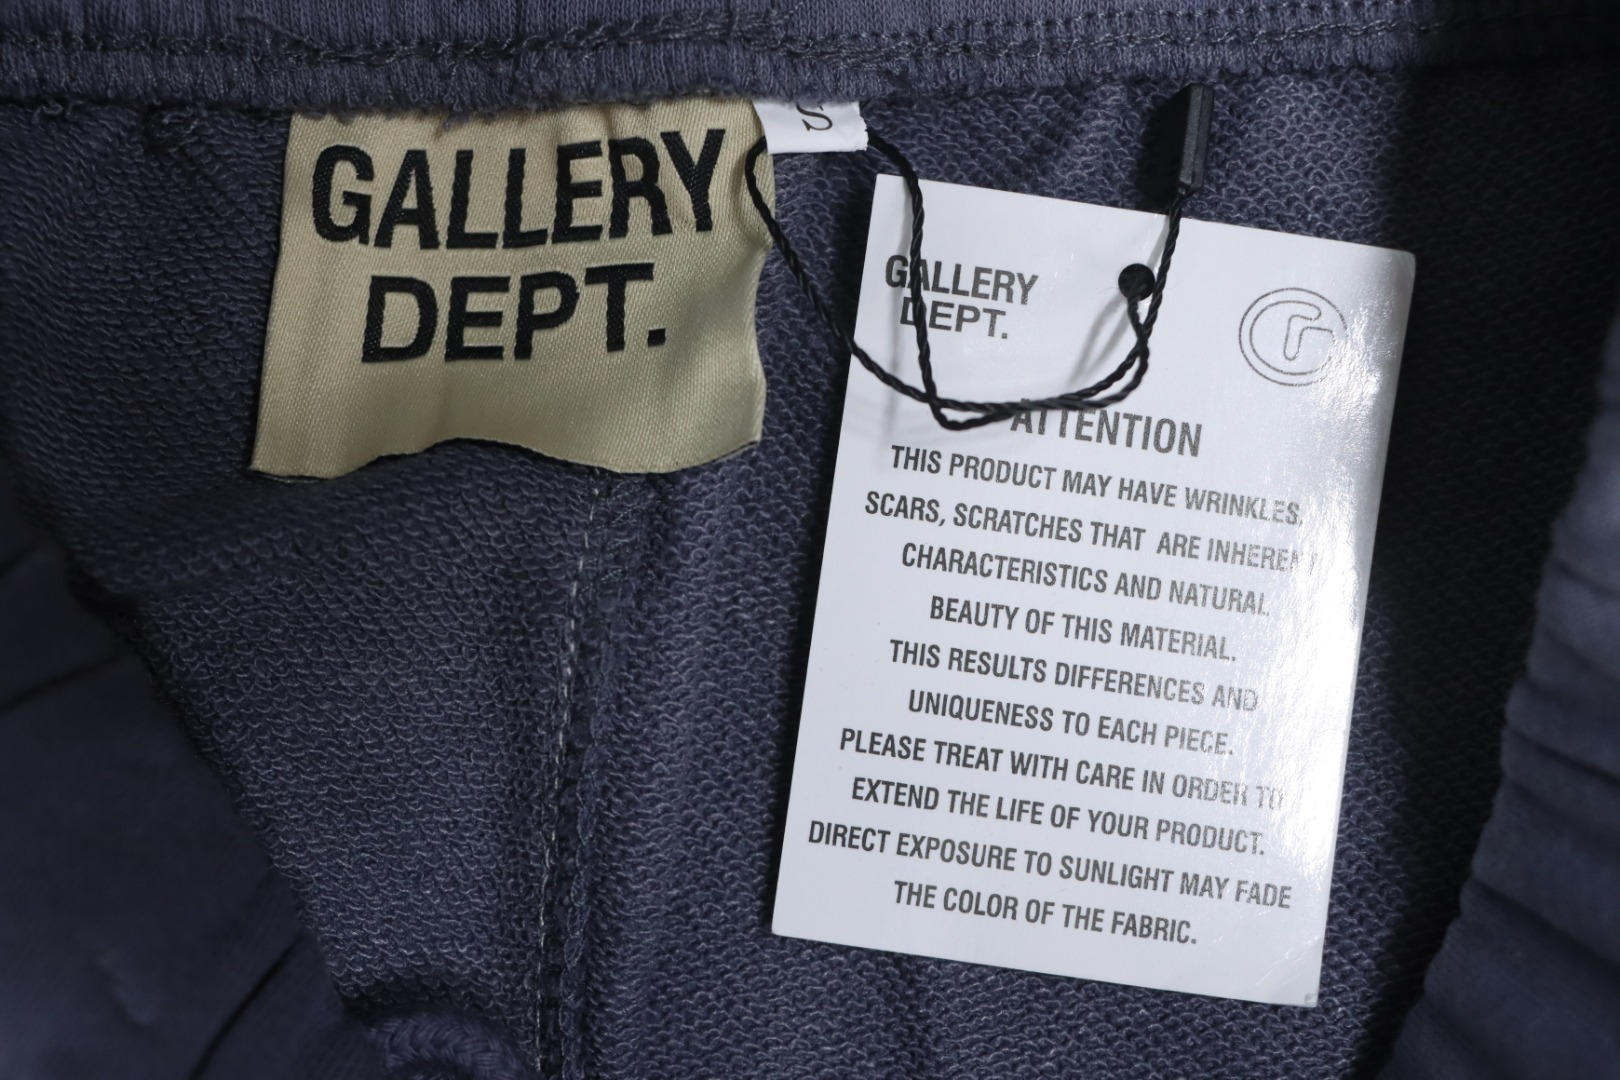 GALLERY
DEPT.
S
GALLERY
DEPT.
ATTENTION
THIS PRODUCT MAY HAVE WRINKLES,
SCARS, SCRATCHES THAT ARE INHERENT
CHARACTERISTICS AND NATURAL
BEAUTY OF THIS MATERIAL.
THIS RESULTS DIFFERENCES AND
UNIQUENESS TO EACH PIECE.
PLEASE TREAT WITH CARE IN ORDER TO
EXTEND THE LIFE OF YOUR PRODUCT.
DIRECT EXPOSURE TO SUNLIGHT MAY FADE
THE COLOR OF THE FABRIC.